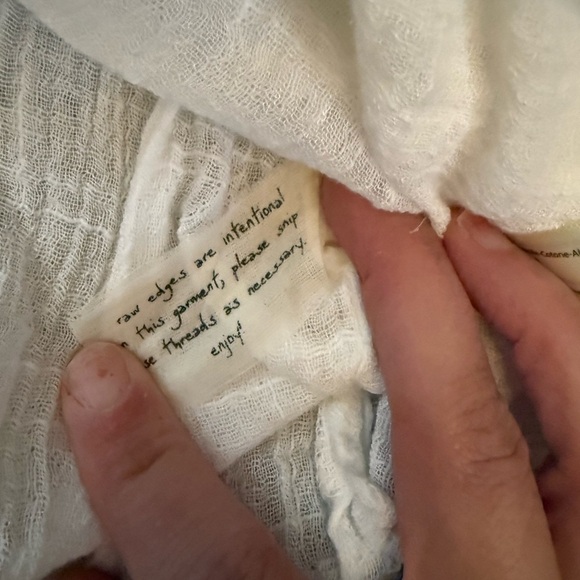 raw edges are intentional
this garment, please snip
threads as necessary.
enjoy!